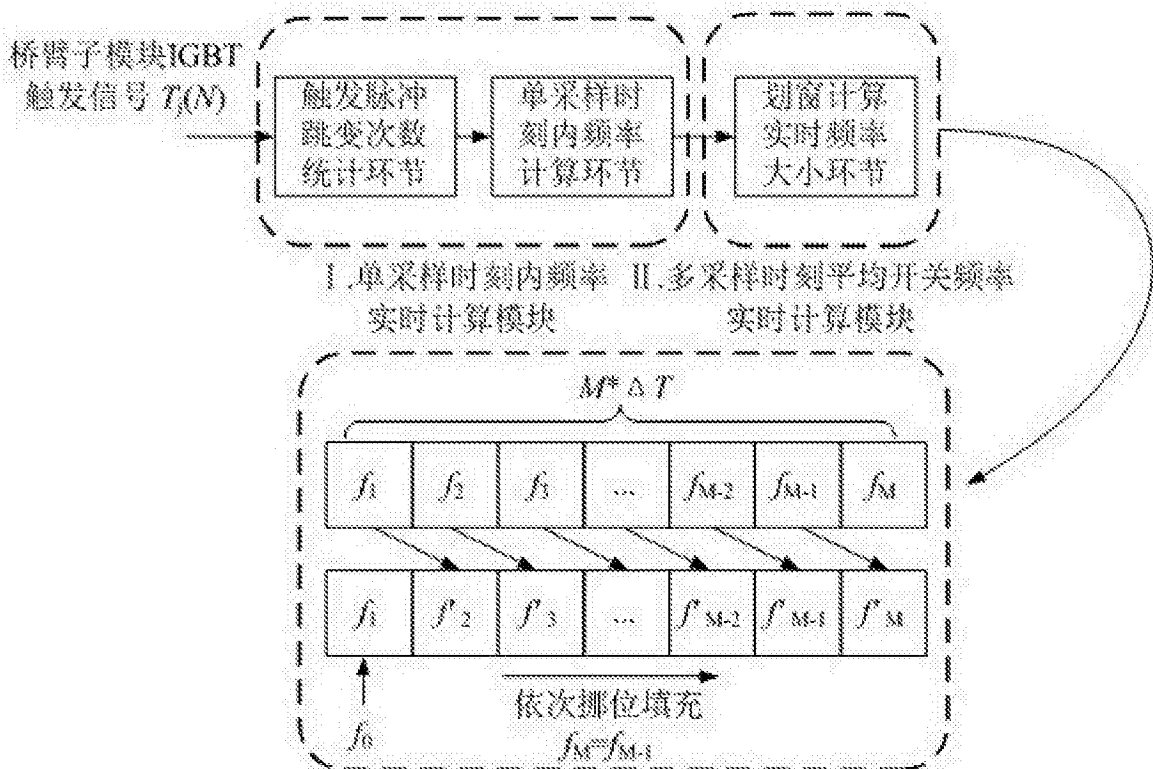 桥臂子模块IGBT
触发信号 Tj(N)
触发脉冲
跳变次数
统计环节
单采样时
刻内频率
计算环节
划窗计算
实时频率
大小环节
I .单采样时刻内频率
实时计算模块
II.多采样时刻平均开关频率
实时计算模块
M*ΔT
f1 f2 f3 ... fM-2 fM-1 fM
f1 f'2 f'3 ... f'M-2 f'M-1 f'M
依次挪位填充
f0
fM=fM-1